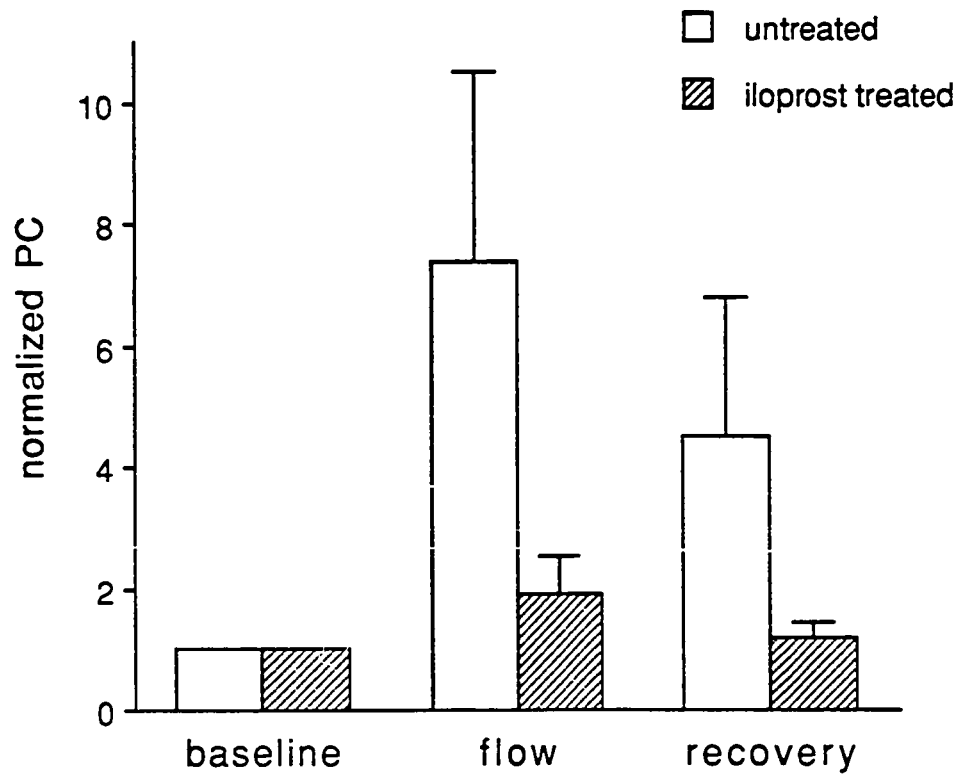 untreated
iloprost treated
normalized PC
10
8
6
4
2
0
baseline
flow
recovery